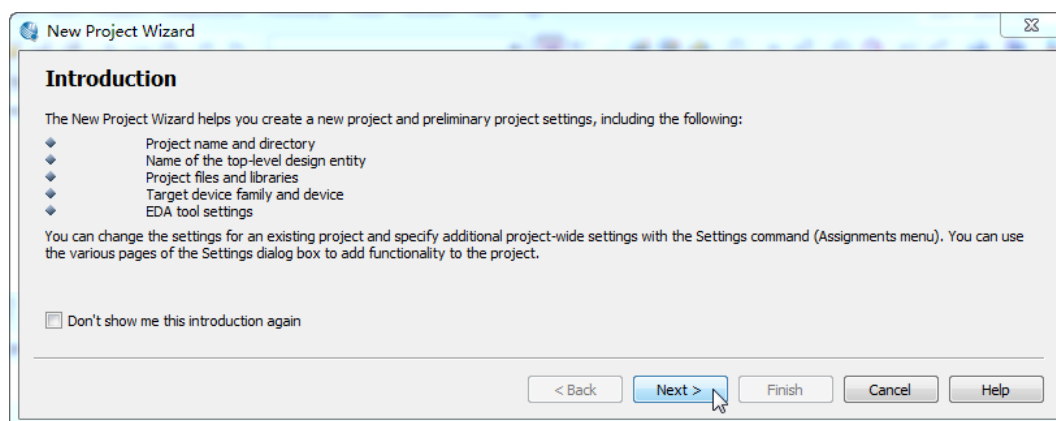 New Project Wizard
Introduction
The New Project Wizard helps you create a new project and preliminary project settings, including the following:
Project name and directory
Name of the top-level design entity
Project files and libraries
Target device family and device
EDA tool settings
You can change the settings for an existing project and specify additional project-wide settings with the Settings command (Assignments menu). You can use
the various pages of the Settings dialog box to add functionality to the project.
Don't show me this introduction again
< Back Next > Finish Cancel Help